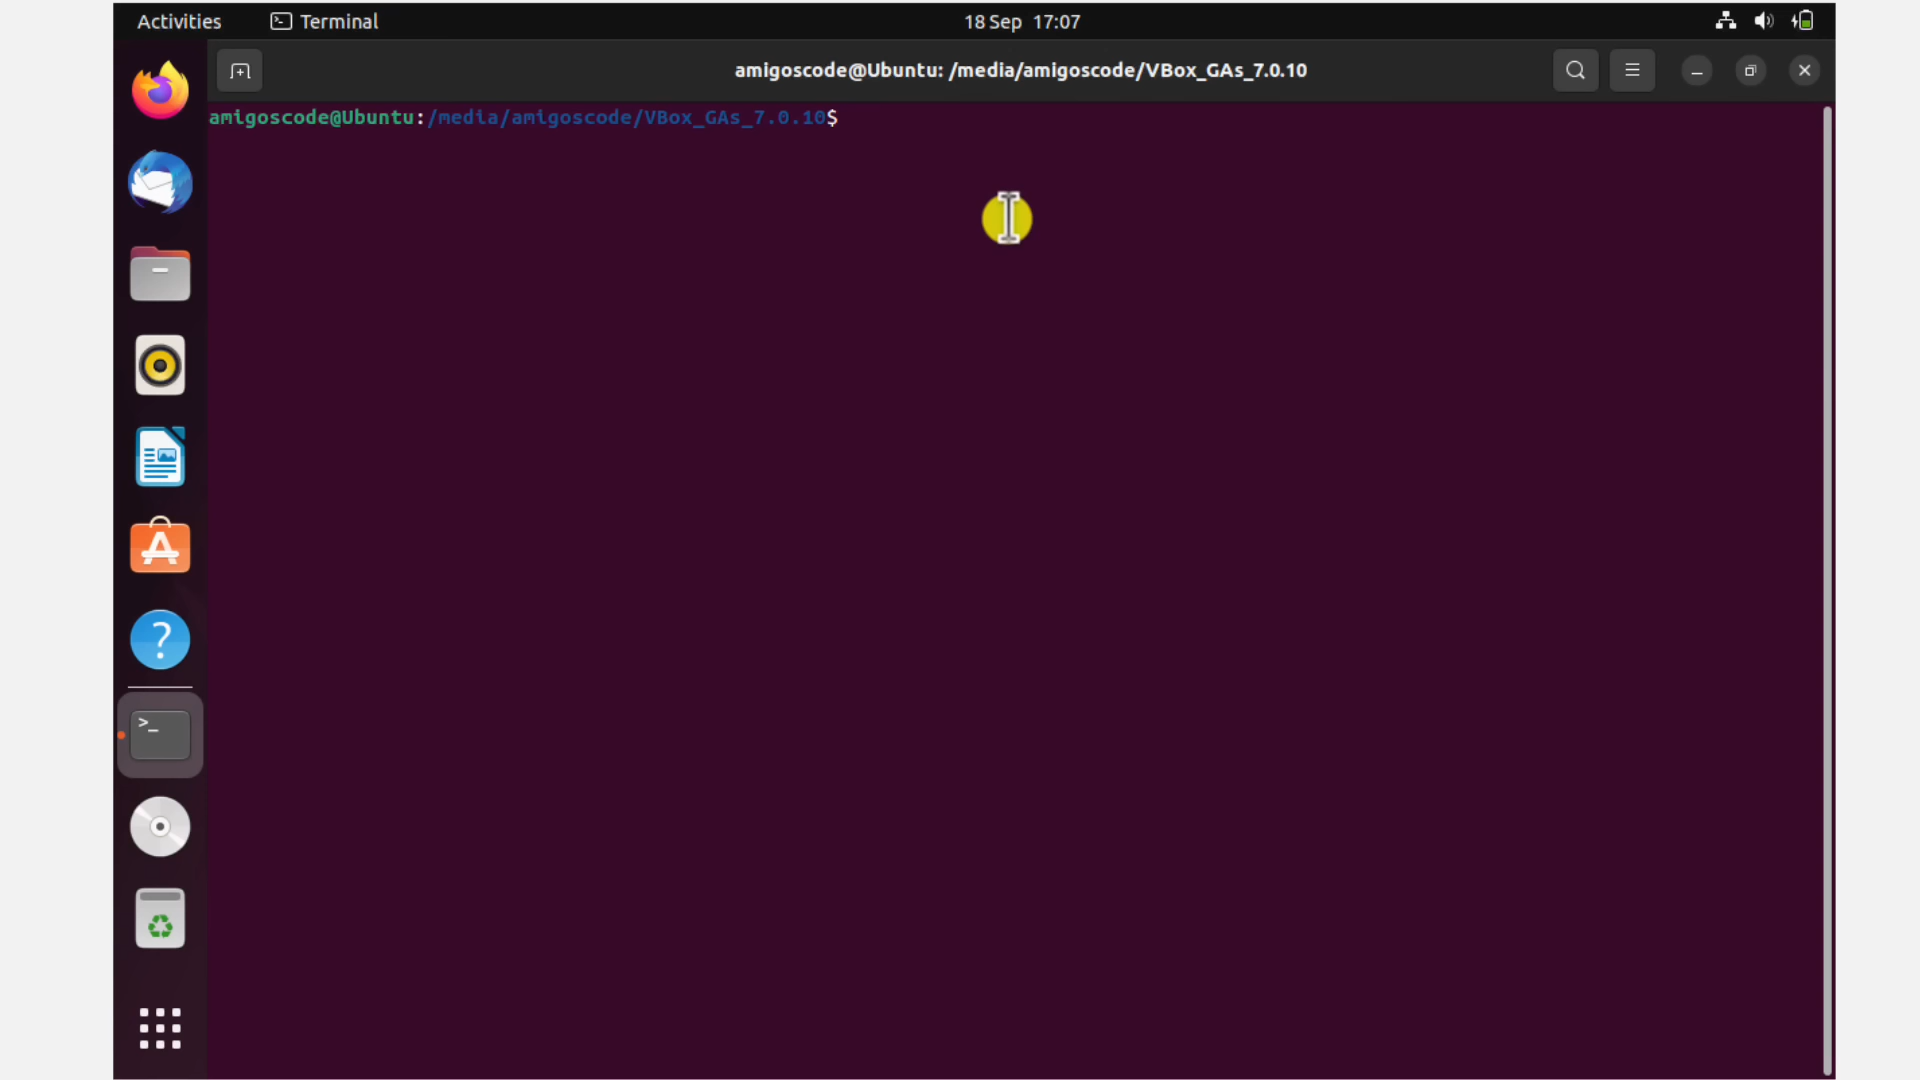 Activities Terminal 18 Sep 17:07
amigoscode@Ubuntu: /media/amigoscode/VBox_GAs_7.0.10
amigoscode@Ubuntu:/media/amigoscode/VBox_GAs_7.0.10$